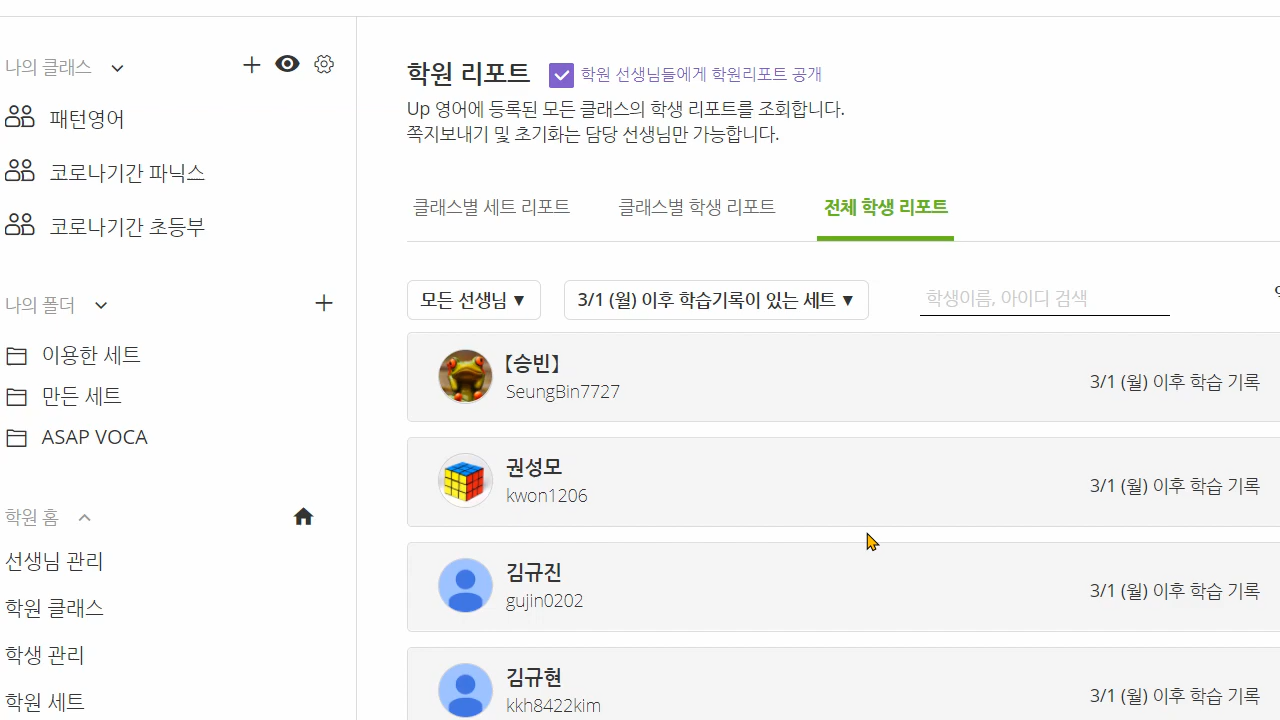 나의 클래스
패턴영어
코로나기간 파닉스
코로나기간 초등부
나의 폴더
이용한 세트
만든 세트
ASAP VOCA
학원 홈
선생님 관리
학원 클래스
학생 관리
학원 세트
학원 리포트 학원 선생님들에게 학원리포트 공개
Up 영어에 등록된 모든 클래스의 학생 리포트를 조회합니다.
쪽지보내기 및 초기화는 담당 선생님만 가능합니다.
클래스별 세트 리포트 클래스별 학생 리포트 전체 학생 리포트
모든 선생님 ▼ 3/1 (월) 이후 학습기록이 있는 세트 ▼ 학생이름, 아이디 검색
【승빈】
SeungBin7727 3/1 (월) 이후 학습 기록
권성모
kwon1206 3/1 (월) 이후 학습 기록
김규진
gujin0202 3/1 (월) 이후 학습 기록
김규현
kkh8422kim 3/1 (월) 이후 학습 기록